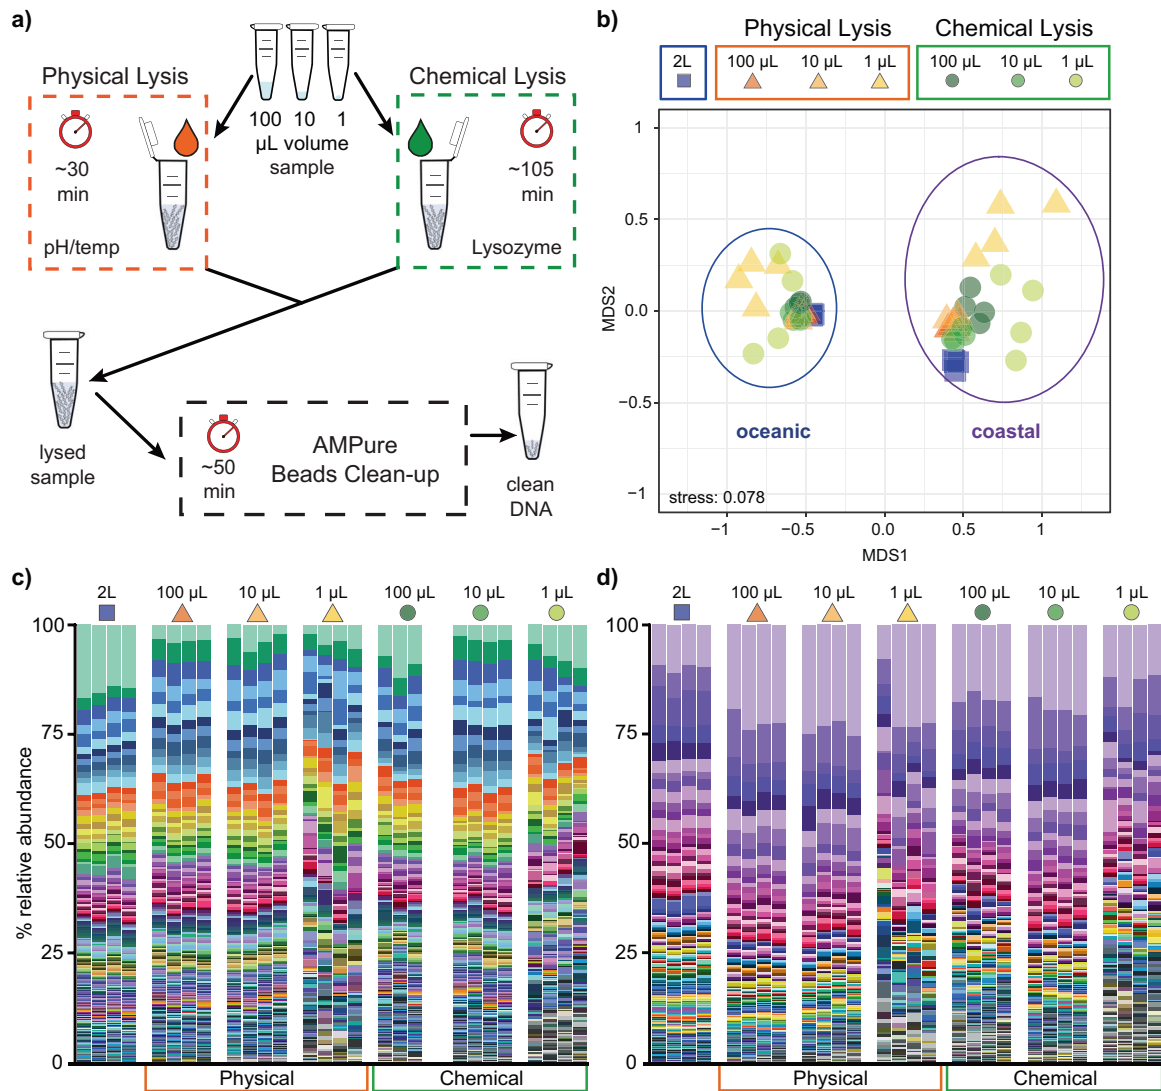 a)
Physical Lysis
~30
min
pH/temp
100 10 1
µL volume
sample
Chemical Lysis
~105
min
Lysozyme
lysed
sample
~50
min
AMPure
Beads Clean-up
clean
DNA
b)
Physical Lysis Chemical Lysis
2L 100 µL 10 µL 1 µL 100 µL 10 µL 1 µL
MDS2
1
0.5
0.0
−0.5
−1
oceanic coastal
stress: 0.078
−1 −0.5 0.0 0.5 1
MDS1
c)
2L 100 µL 10 µL 1 µL 100 µL 10 µL 1 µL
% relative abundance
100
75
50
25
0
Physical Chemical
d)
2L 100 µL 10 µL 1 µL 100 µL 10 µL 1 µL
100
75
50
25
0
Physical Chemical